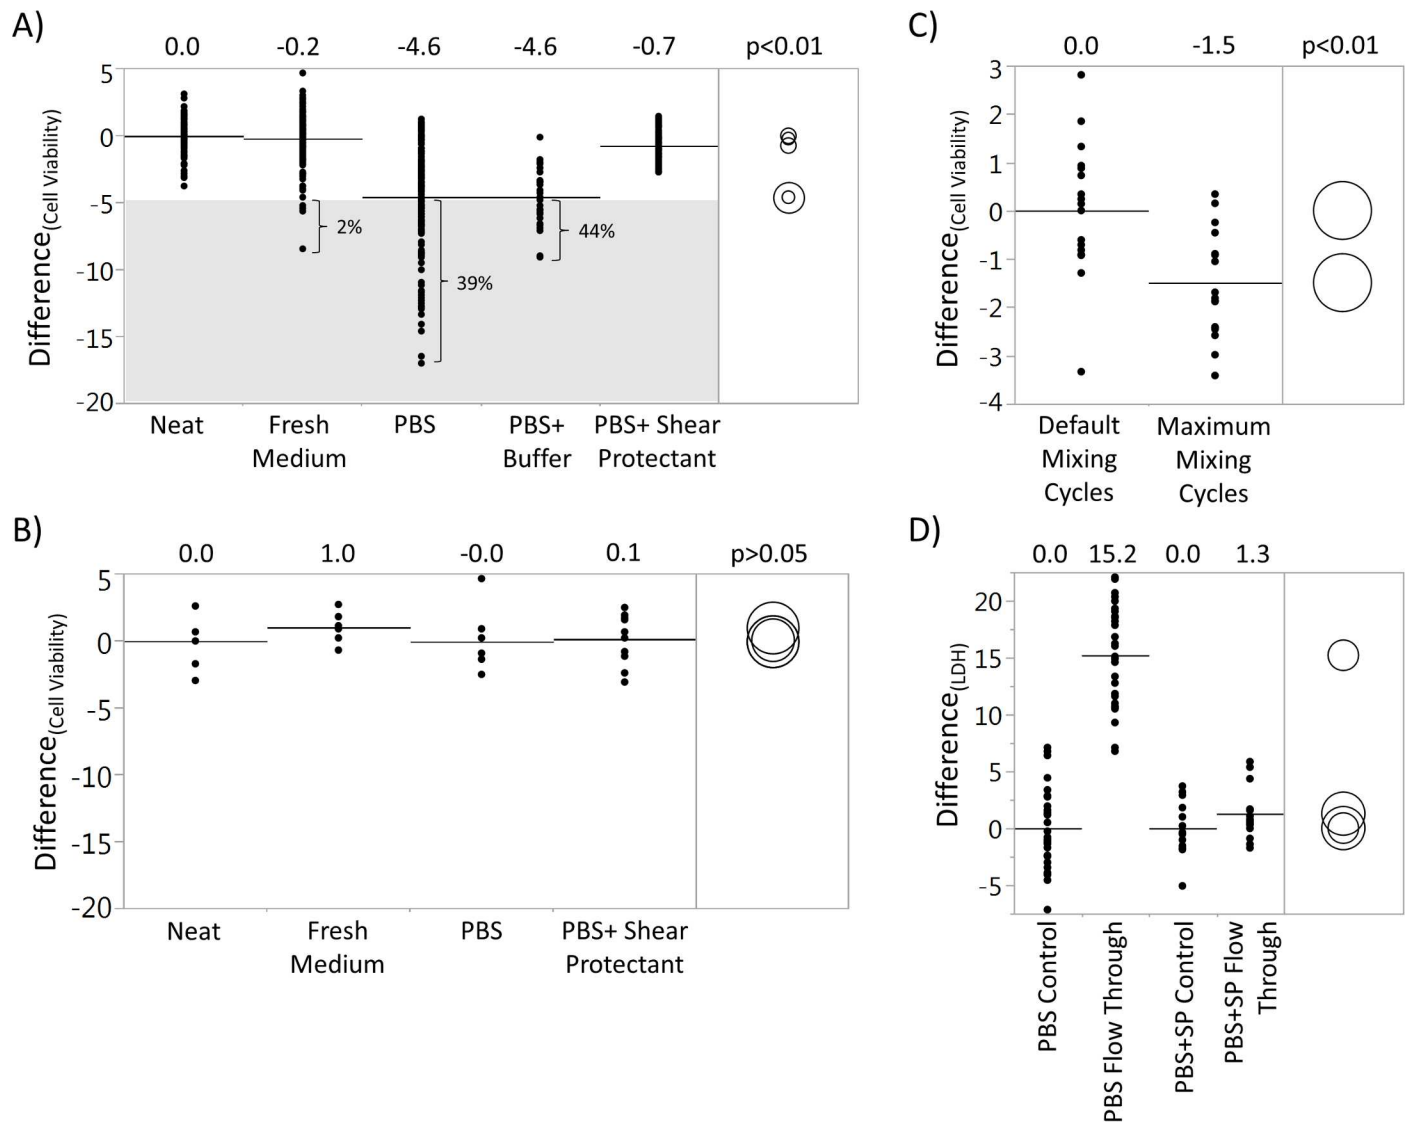 A)
0.0 -0.2 -4.6 -4.6 -0.7 p<0.01
5
0
-5
-10
-15
-20
Difference(Cell Viability)
2%
39%
44%
Neat Fresh PBS PBS+ PBS+ Shear
Medium Buffer Protectant
B)
0.0 1.0 -0.0 0.1 p>0.05
5
0
-5
-10
-15
-20
Difference(Cell Viability)
Neat Fresh PBS PBS+ Shear
Medium Protectant
C)
0.0 -1.5 p<0.01
3
2
1
0
-1
-2
-3
-4
Difference(Cell Viability)
Default Maximum
Mixing Mixing
Cycles Cycles
D)
0.0 15.2 0.0 1.3
20
15
10
5
0
-5
Difference(LDH)
PBS Control
PBS Flow Through
PBS+SP Control
PBS+SP Flow
Through